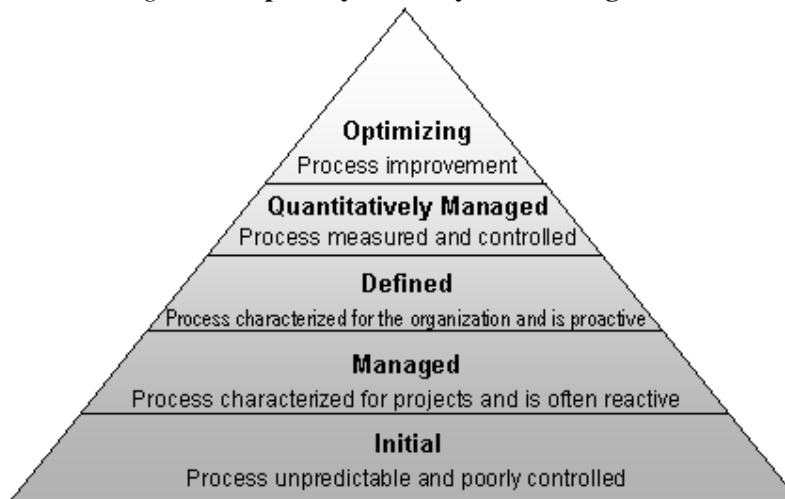 Optimizing
Process improvement
Quantitatively Managed
Process measured and controlled
Defined
Process characterized for the organization and is proactive
Managed
Process characterized for projects and is often reactive
Initial
Process unpredictable and poorly controlled